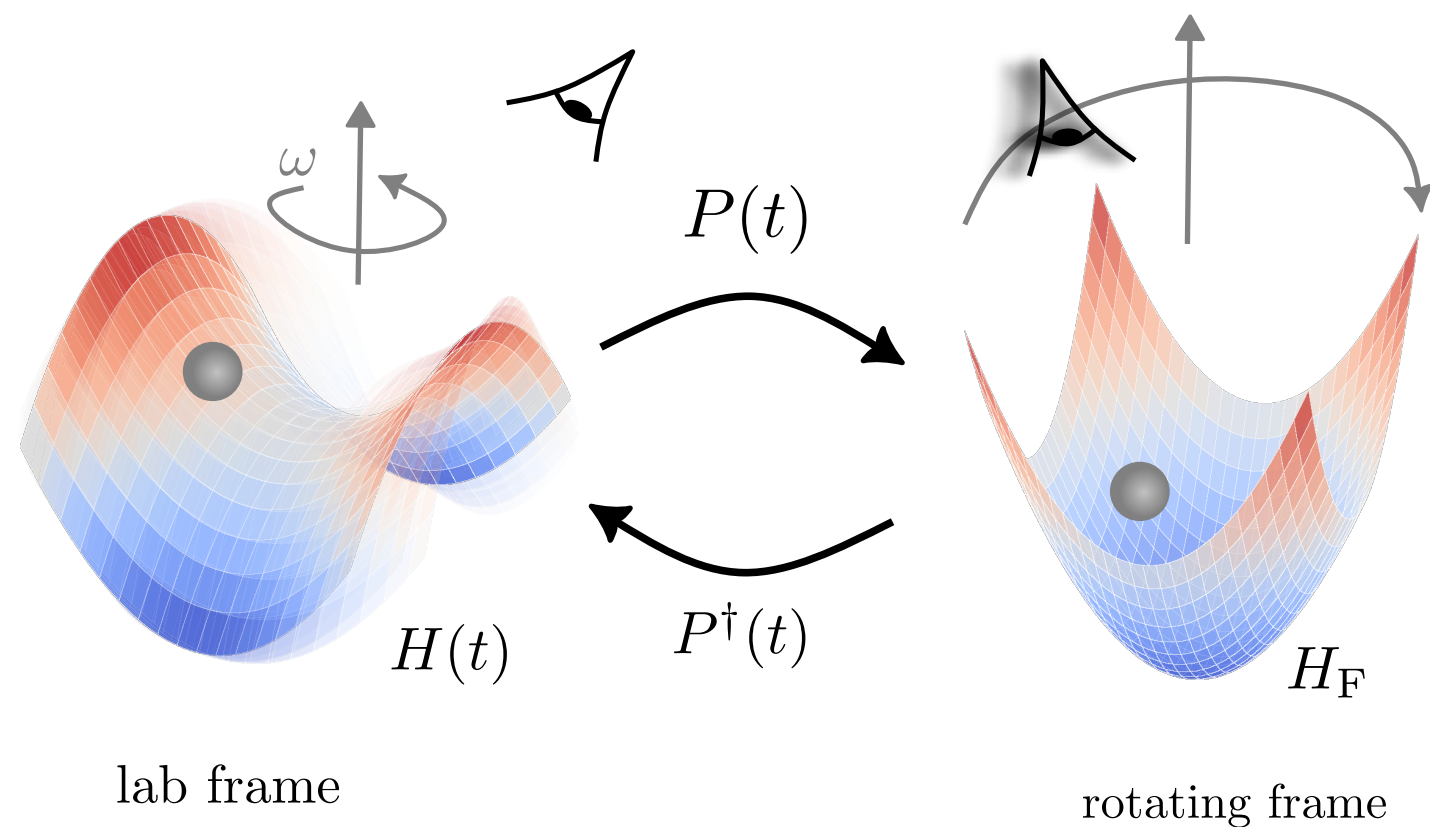 ω
P(t)
P†(t)
H(t)
H_F
lab frame
rotating frame